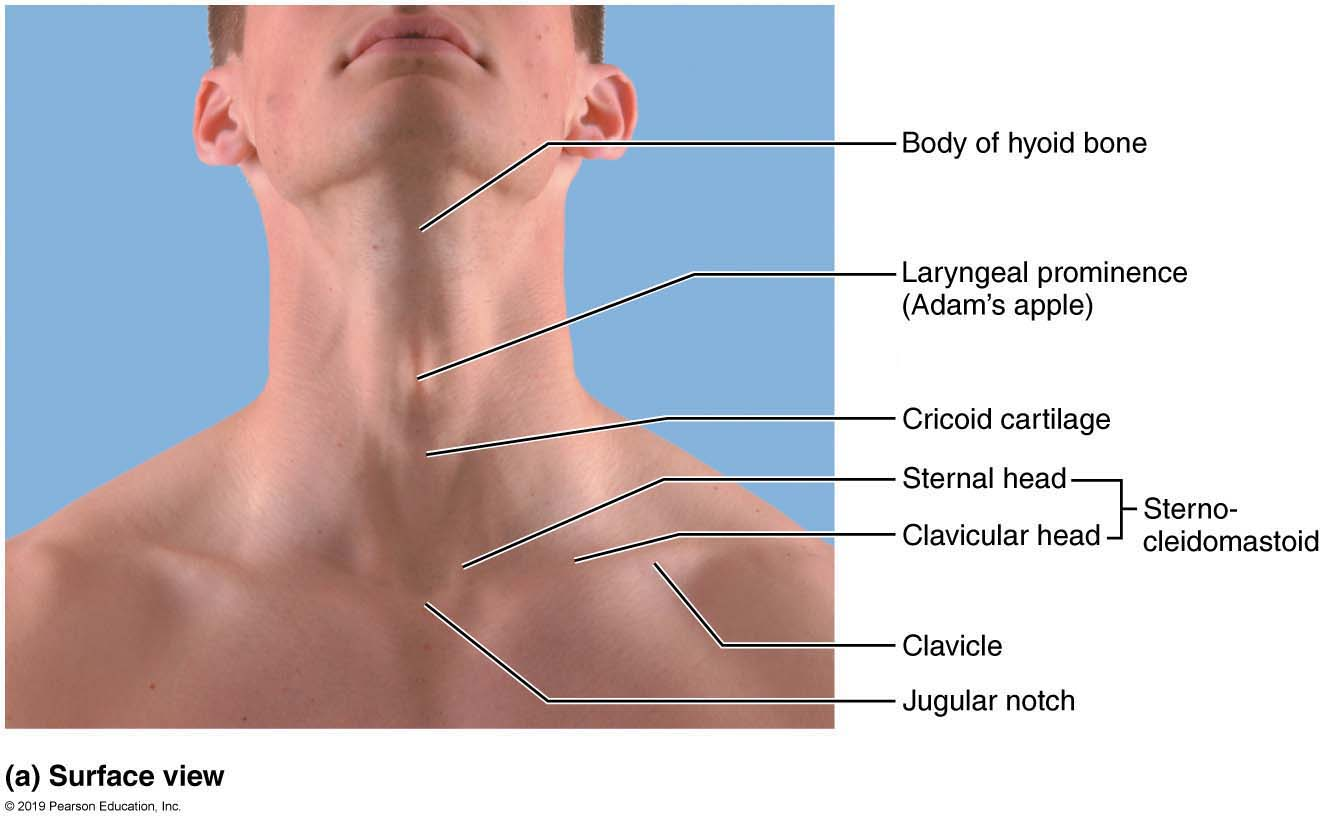 Body of hyoid bone
Laryngeal prominence
(Adam's apple)
Cricoid cartilage
Sternal head
Clavicular head
Sterno-
cleidomastoid
Clavicle
Jugular notch
(a) Surface view
© 2019 Pearson Education, Inc.